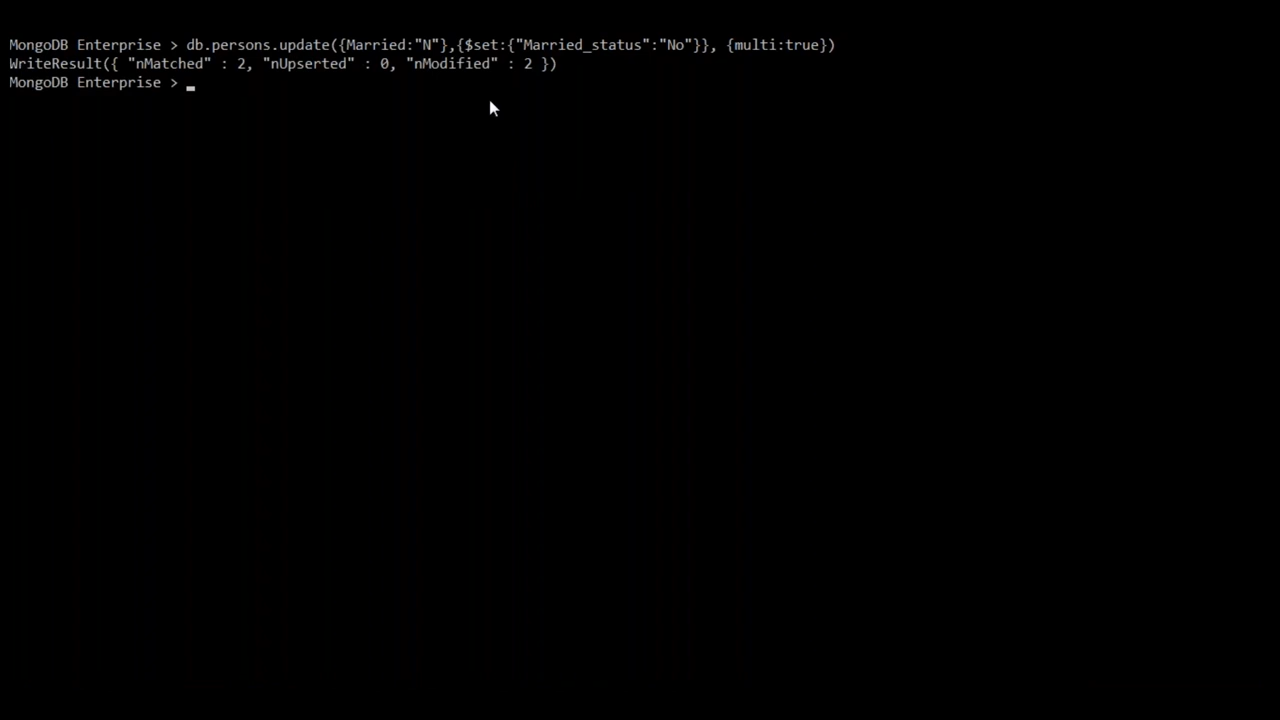 MongoDB Enterprise > db.persons.update({Married:"N"},{$set:{"Married_status":"No"}}, {multi:true})
WriteResult({ "nMatched" : 2, "nUpserted" : 0, "nModified" : 2 })
MongoDB Enterprise >